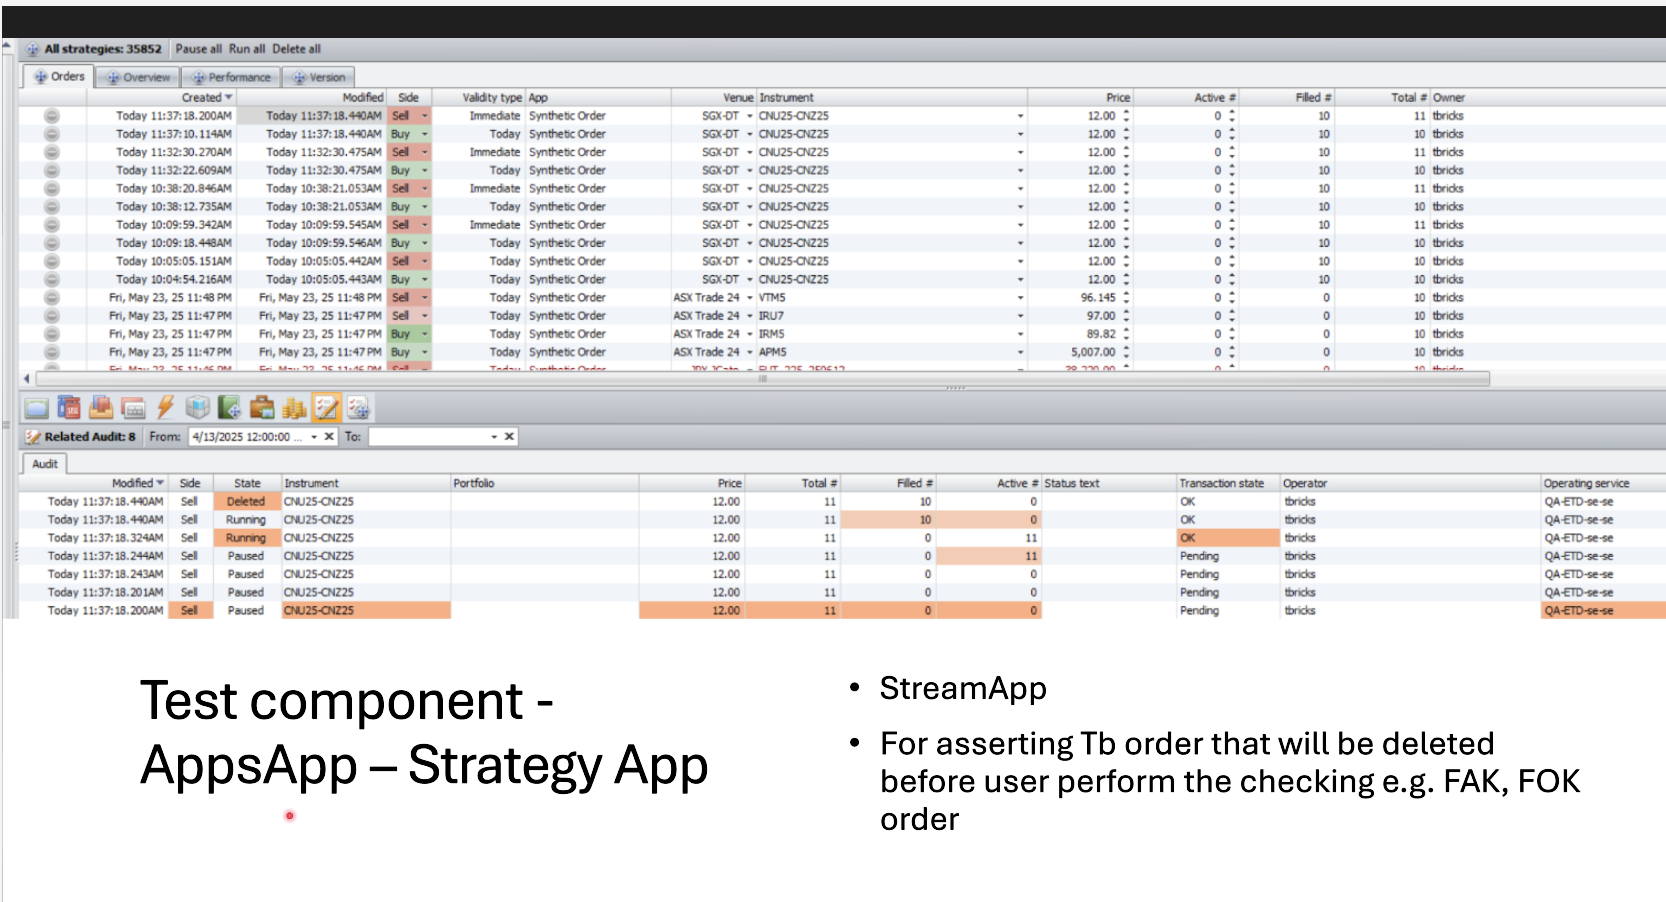 All strategies: 35852 Pause all Run all Delete all
Orders Overview Performance Version
Created Modified Side Validity type App Venue Instrument Price Active # Filled # Total # Owner
Today 11:37:18.200AM Today 11:37:18.440AM Sell Immediate Synthetic Order SGX-DT CNU25-CNZ25 12.00 0 10 11 tbricks
Today 11:37:10.114AM Today 11:37:18.440AM Buy Today Synthetic Order SGX-DT CNU25-CNZ25 12.00 0 10 10 tbricks
Today 11:32:30.270AM Today 11:32:30.475AM Sell Immediate Synthetic Order SGX-DT CNU25-CNZ25 12.00 0 10 11 tbricks
Today 11:32:22.609AM Today 11:32:30.475AM Buy Today Synthetic Order SGX-DT CNU25-CNZ25 12.00 0 10 10 tbricks
Today 10:38:20.846AM Today 10:38:21.053AM Sell Immediate Synthetic Order SGX-DT CNU25-CNZ25 12.00 0 10 11 tbricks
Today 10:38:12.735AM Today 10:38:21.053AM Buy Today Synthetic Order SGX-DT CNU25-CNZ25 12.00 0 10 10 tbricks
Today 10:09:59.342AM Today 10:09:59.545AM Sell Immediate Synthetic Order SGX-DT CNU25-CNZ25 12.00 0 10 11 tbricks
Today 10:09:18.448AM Today 10:09:59.546AM Buy Today Synthetic Order SGX-DT CNU25-CNZ25 12.00 0 10 10 tbricks
Today 10:05:05.151AM Today 10:05:05.442AM Sell Today Synthetic Order SGX-DT CNU25-CNZ25 12.00 0 10 10 tbricks
Today 10:04:54.216AM Today 10:05:05.443AM Buy Today Synthetic Order SGX-DT CNU25-CNZ25 12.00 0 10 10 tbricks
Fri, May 23, 25 11:48 PM Fri, May 23, 25 11:48 PM Sell Today Synthetic Order ASX Trade 24 VTM5 96.145 0 0 10 tbricks
Fri, May 23, 25 11:47 PM Fri, May 23, 25 11:47 PM Sell Today Synthetic Order ASX Trade 24 IRU7 97.00 0 0 10 tbricks
Fri, May 23, 25 11:47 PM Fri, May 23, 25 11:47 PM Buy Today Synthetic Order ASX Trade 24 IRM5 89.82 0 0 10 tbricks
Fri, May 23, 25 11:47 PM Fri, May 23, 25 11:47 PM Buy Today Synthetic Order ASX Trade 24 APM5 5,007.00 0 0 10 tbricks
Related Audit: 8 From: 4/13/2025 12:00:00 ... To:
Audit
Modified Side State Instrument Portfolio Price Total # Filled # Active # Status text Transaction state Operator Operating service
Today 11:37:18.440AM Sell Deleted CNU25-CNZ25 12.00 11 10 0 OK tbricks QA-ETD-se-se
Today 11:37:18.440AM Sell Running CNU25-CNZ25 12.00 11 10 0 OK tbricks QA-ETD-se-se
Today 11:37:18.324AM Sell Running CNU25-CNZ25 12.00 11 0 11 OK tbricks QA-ETD-se-se
Today 11:37:18.244AM Sell Paused CNU25-CNZ25 12.00 11 0 11 Pending tbricks QA-ETD-se-se
Today 11:37:18.243AM Sell Paused CNU25-CNZ25 12.00 11 0 0 Pending tbricks QA-ETD-se-se
Today 11:37:18.201AM Sell Paused CNU25-CNZ25 12.00 11 0 0 Pending tbricks QA-ETD-se-se
Today 11:37:18.200AM Sell Paused CNU25-CNZ25 12.00 11 0 0 Pending tbricks QA-ETD-se-se
Test component -
AppsApp – Strategy App
• StreamApp
• For asserting Tb order that will be deleted
before user perform the checking e.g. FAK, FOK
order